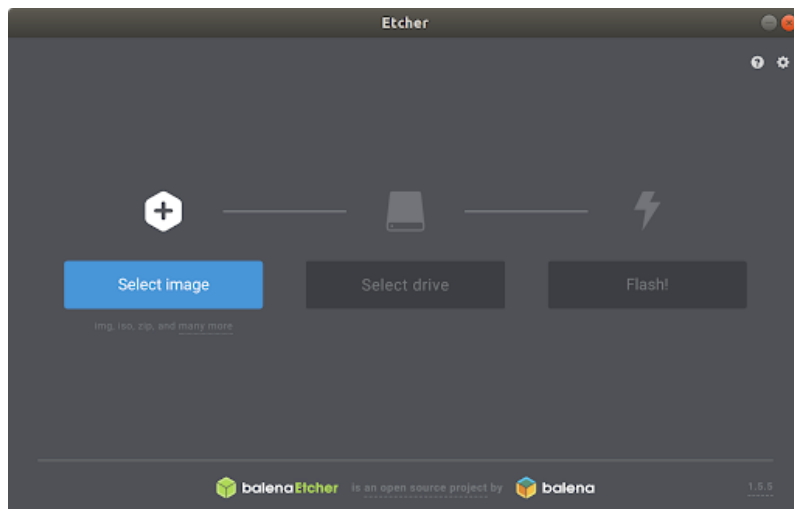 Etcher
Select image
Select drive
Flash!
img, iso, zip, and many more
balenaEtcher is an open source project by balena
1.5.5